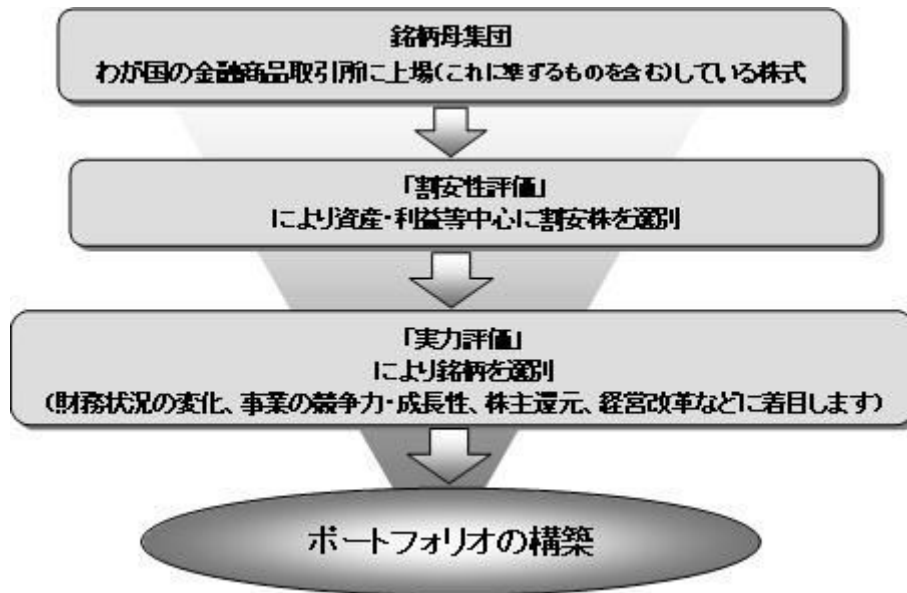 銘柄母集団
わが国の金融商品取引所に上場(これに準ずるものを含む)している株式
「割安性評価」
により資産・利益等中心に割安株を選別
「実力評価」
により銘柄を選別
(財務状況の変化、事業の競争力・成長性、株主還元、経営改革などに着目します)
ポートフォリオの構築